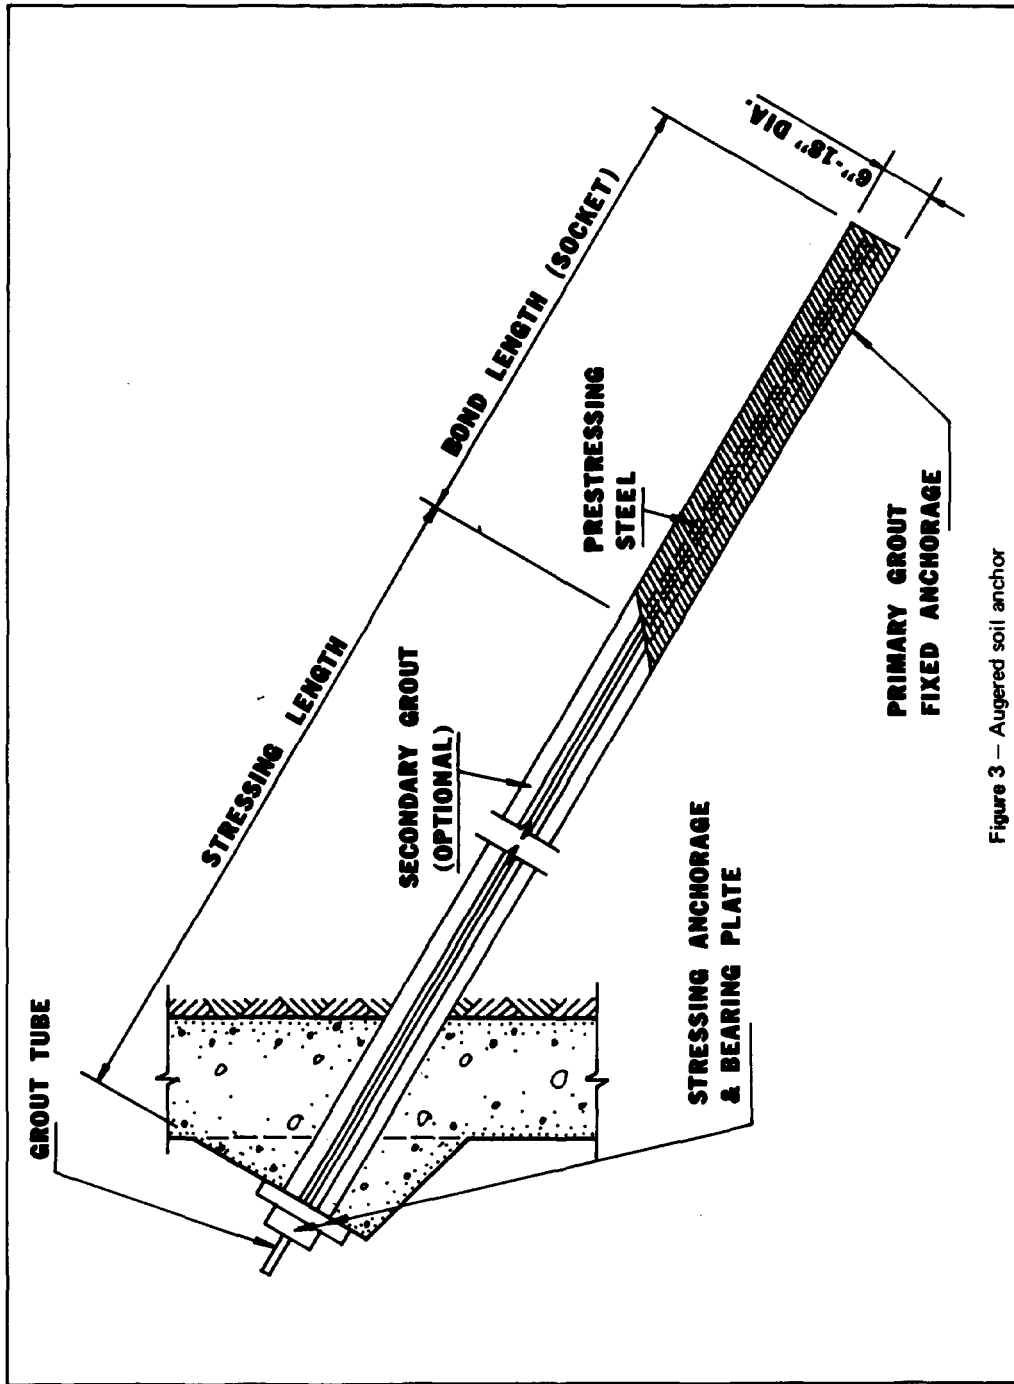 GROUT TUBE
STRESSING LENGTH
BOND LENGTH (SOCKET)
6"-18" DIA.
SECONDARY GROUT
(OPTIONAL)
PRESTRESSING
STEEL
STRESSING ANCHORAGE
& BEARING PLATE
PRIMARY GROUT
FIXED ANCHORAGE
Figure 3 – Augered soil anchor